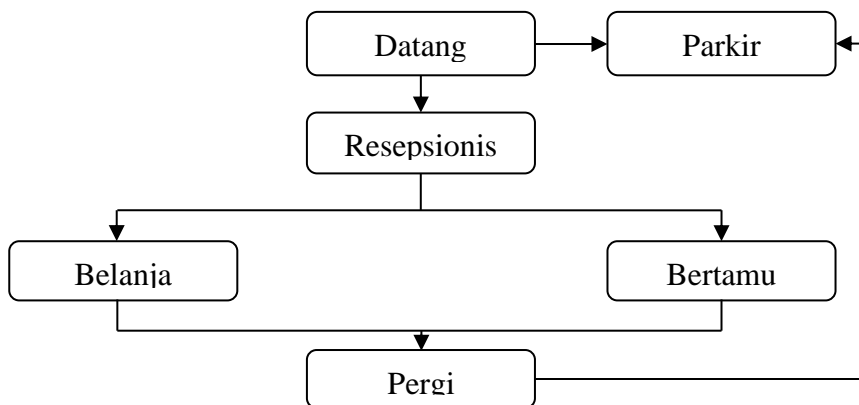 Datang
Parkir
Resepsionis
Belanja
Bertamu
Pergi